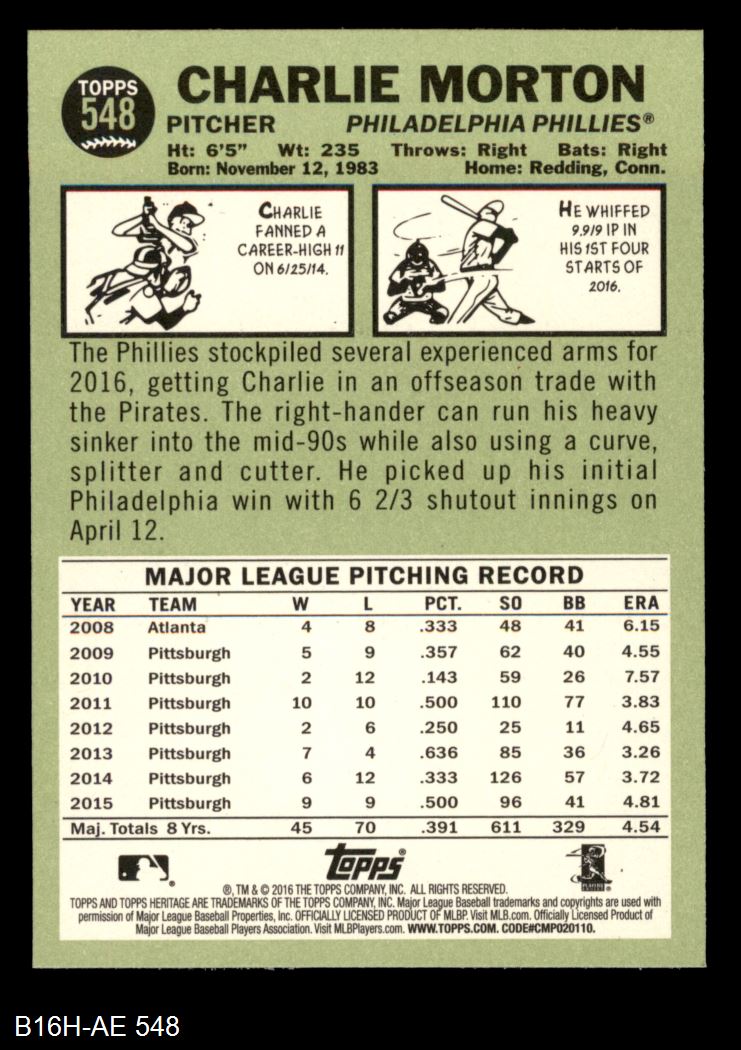 TOPPS
548
CHARLIE MORTON
PITCHER PHILADELPHIA PHILLIES®
Ht: 6'5" Wt: 235 Throws: Right Bats: Right
Born: November 12, 1983 Home: Redding, Conn.
CHARLIE
FANNED A
CAREER-HIGH 11
ON 6/25/14.
HE WHIFFED
9.9/9 IP IN
HIS 1ST FOUR
STARTS OF
2016.
The Phillies stockpiled several experienced arms for
2016, getting Charlie in an offseason trade with
the Pirates. The right-hander can run his heavy
sinker into the mid-90s while also using a curve,
splitter and cutter. He picked up his initial
Philadelphia win with 6 2/3 shutout innings on
April 12.
MAJOR LEAGUE PITCHING RECORD
YEAR TEAM W L PCT. SO BB ERA
2008 Atlanta 4 8 .333 48 41 6.15
2009 Pittsburgh 5 9 .357 62 40 4.55
2010 Pittsburgh 2 12 .143 59 26 7.57
2011 Pittsburgh 10 10 .500 110 77 3.83
2012 Pittsburgh 2 6 .250 25 11 4.65
2013 Pittsburgh 7 4 .636 85 36 3.26
2014 Pittsburgh 6 12 .333 126 57 3.72
2015 Pittsburgh 9 9 .500 96 41 4.81
Maj. Totals 8 Yrs. 45 70 .391 611 329 4.54
topps®
®, TM & © 2016 THE TOPPS COMPANY, INC. ALL RIGHTS RESERVED.
TOPPS AND TOPPS HERITAGE ARE TRADEMARKS OF THE TOPPS COMPANY, INC. Major League Baseball trademarks and copyrights are used with
permission of Major League Baseball Properties, Inc. OFFICIALLY LICENSED PRODUCT OF MLBP. Visit MLB.com. Officially Licensed Product of
Major League Baseball Players Association. Visit MLBPlayers.com. WWW.TOPPS.COM. CODE#CMP020110.
B16H-AE 548